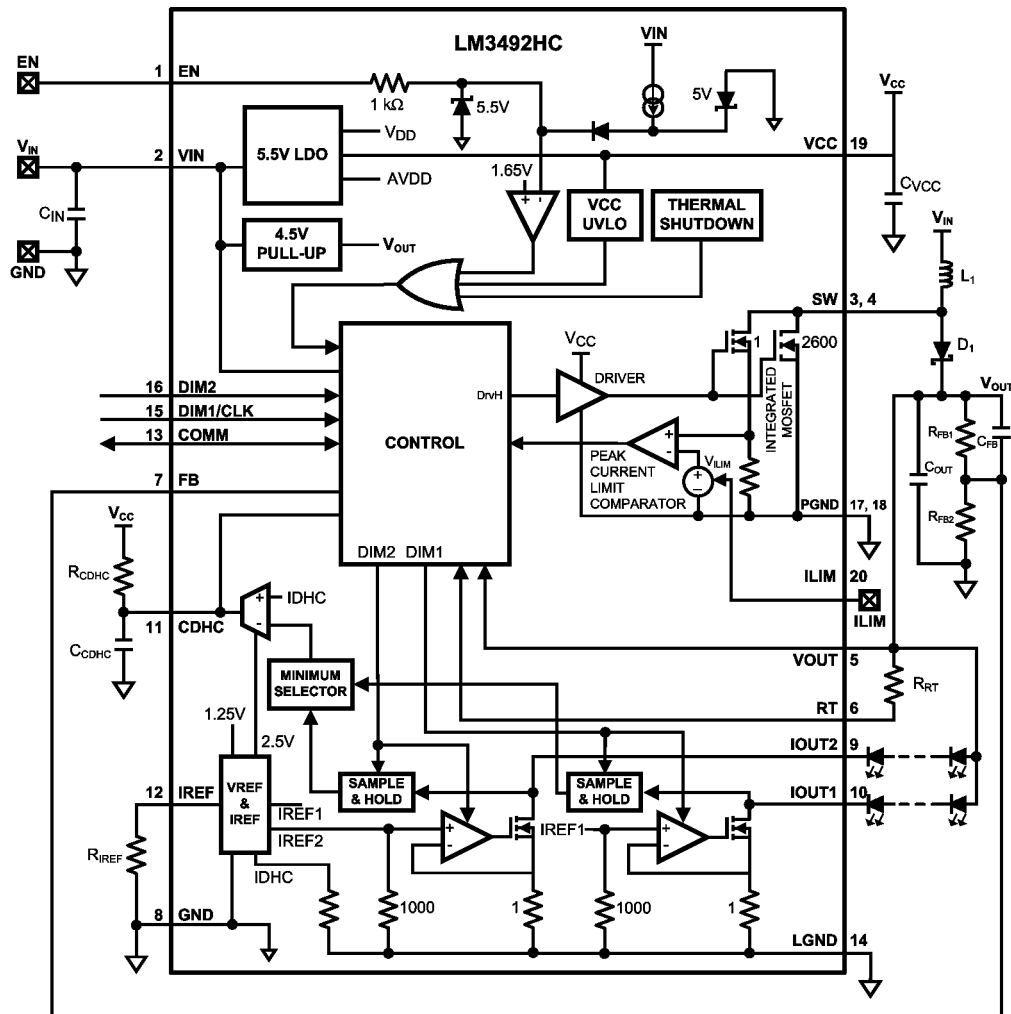 LM3492HC
VIN
EN
1 EN
1 kΩ
5.5V
5V
VCC
VIN
2 VIN
5.5V LDO
VDD
AVDD
VCC 19
CIN
1.65V
+ -
VCC
UVLO
THERMAL
SHUTDOWN
CVCC
GND
4.5V
PULL-UP
VOUT
VIN
L1
SW 3, 4
16 DIM2
15 DIM1/CLK
13 COMM
7 FB
CONTROL
DrvH
DIM2 DIM1
VCC
DRIVER
1
2600
INTEGRATED
MOSFET
D1
VOUT
RFB1
CFB
COUT
RFB2
+
-
PEAK
CURRENT
LIMIT
COMPARATOR
VILIM
+
–
PGND 17, 18
ILIM 20
ILIM
VCC
RCDHC
11 CDHC
CCDHC
+
-
IDHC
MINIMUM
SELECTOR
VOUT 5
RRT
RT 6
1.25V
2.5V
12 IREF
RIREF
VREF
&
IREF
IREF1
IREF2
IDHC
8 GND
SAMPLE
& HOLD
SAMPLE
& HOLD
IOUT2 9
IOUT1 10
+
-
IREF1
+
-
1000
1
1000
1
LGND 14